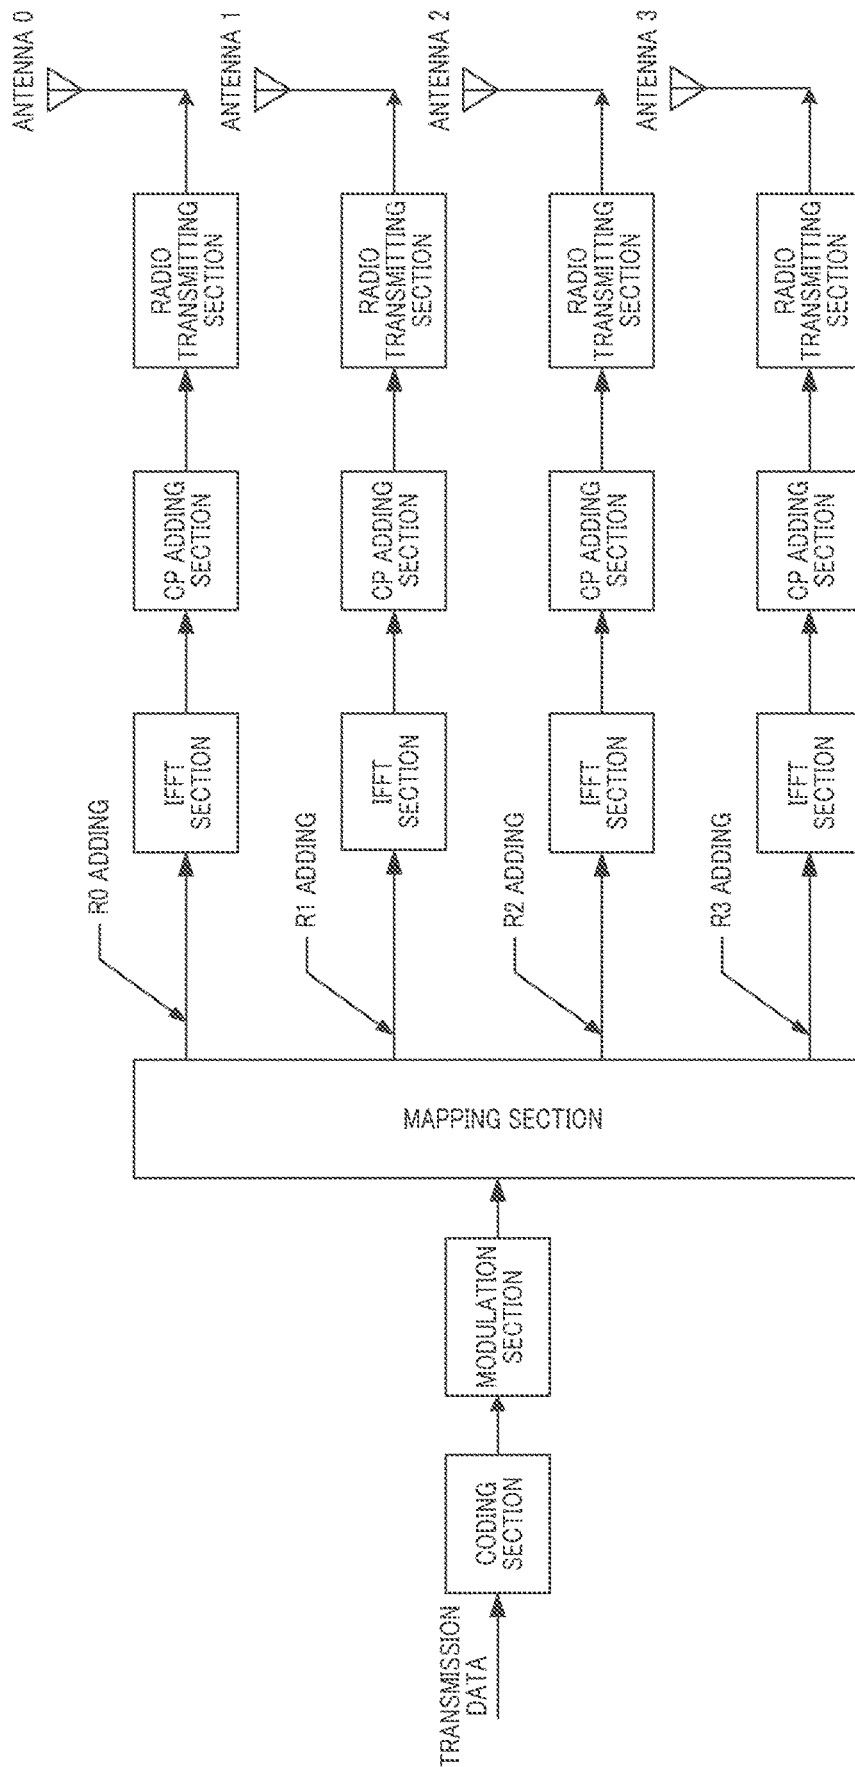 TRANSMISSION
DATA
CODING
SECTION
MODULATION
SECTION
MAPPING SECTION
R0 ADDING
IFFT
SECTION
CP ADDING
SECTION
RADIO
TRANSMITTING
SECTION
ANTENNA 0
R1 ADDING
IFFT
SECTION
CP ADDING
SECTION
RADIO
TRANSMITTING
SECTION
ANTENNA 1
R2 ADDING
IFFT
SECTION
CP ADDING
SECTION
RADIO
TRANSMITTING
SECTION
ANTENNA 2
R3 ADDING
IFFT
SECTION
CP ADDING
SECTION
RADIO
TRANSMITTING
SECTION
ANTENNA 3